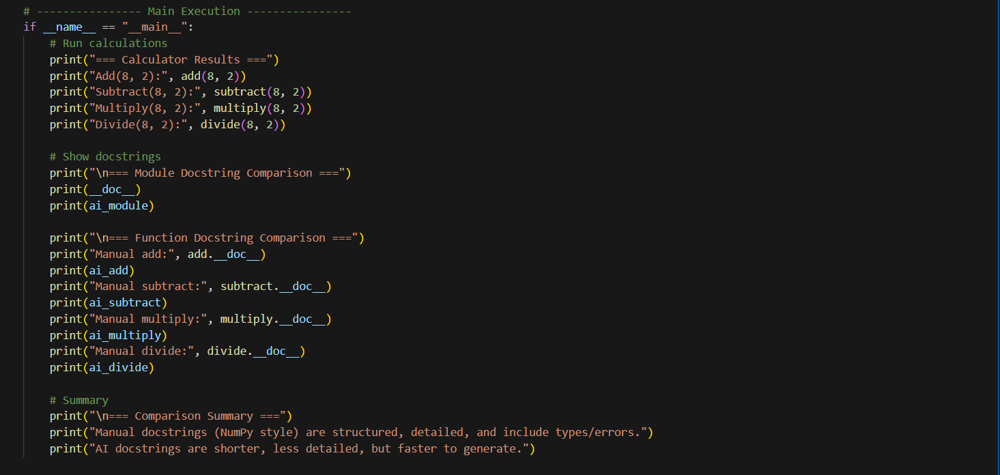 # ---------------- Main Execution ----------------
if __name__ == "__main__":
    # Run calculations
    print("=== Calculator Results ===")
    print("Add(8, 2):", add(8, 2))
    print("Subtract(8, 2):", subtract(8, 2))
    print("Multiply(8, 2):", multiply(8, 2))
    print("Divide(8, 2):", divide(8, 2))

    # Show docstrings
    print("\n=== Module Docstring Comparison ===")
    print(__doc__)
    print(ai_module)

    print("\n=== Function Docstring Comparison ===")
    print("Manual add:", add.__doc__)
    print(ai_add)
    print("Manual subtract:", subtract.__doc__)
    print(ai_subtract)
    print("Manual multiply:", multiply.__doc__)
    print(ai_multiply)
    print("Manual divide:", divide.__doc__)
    print(ai_divide)

    # Summary
    print("\n=== Comparison Summary ===")
    print("Manual docstrings (NumPy style) are structured, detailed, and include types/errors.")
    print("AI docstrings are shorter, less detailed, but faster to generate.")